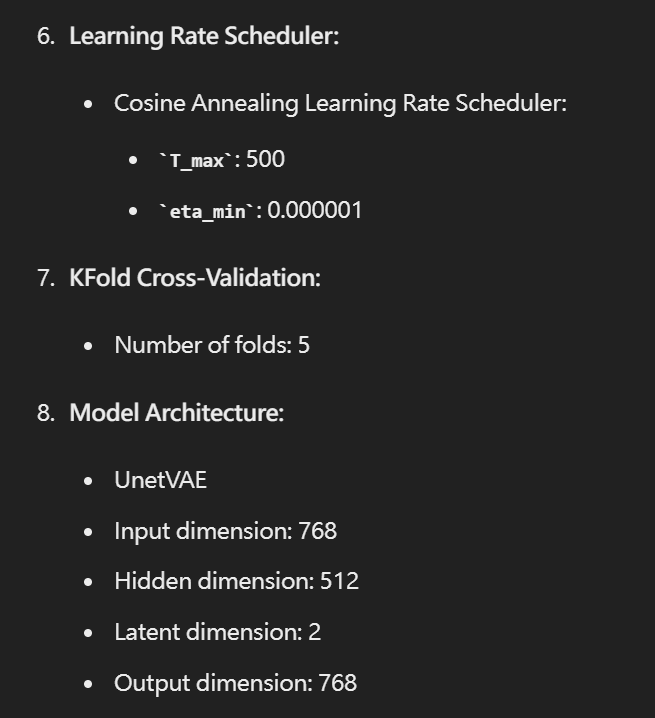 6. Learning Rate Scheduler:
• Cosine Annealing Learning Rate Scheduler:
• `T_max`: 500
• `eta_min`: 0.000001
7. KFold Cross-Validation:
• Number of folds: 5
8. Model Architecture:
• UnetVAE
• Input dimension: 768
• Hidden dimension: 512
• Latent dimension: 2
• Output dimension: 768